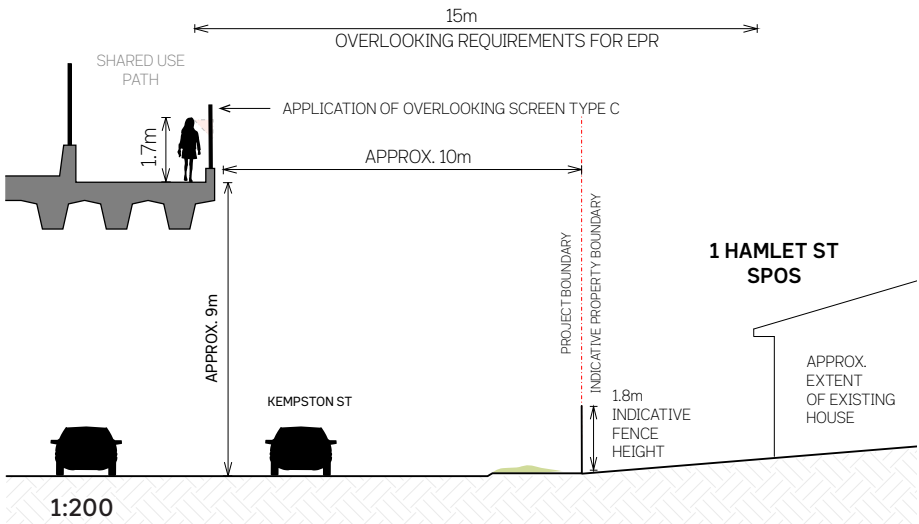 15m
OVERLOOKING REQUIREMENTS FOR EPR
SHARED USE
PATH
APPLICATION OF OVERLOOKING SCREEN TYPE C
1.7m
APPROX. 10m
PROJECT BOUNDARY
INDICATIVE PROPERTY BOUNDARY
1 HAMLET ST
SPOS
APPROX. 9m
KEMPSTON ST
1.8m
INDICATIVE
FENCE
HEIGHT
APPROX.
EXTENT
OF EXISTING
HOUSE
1:200